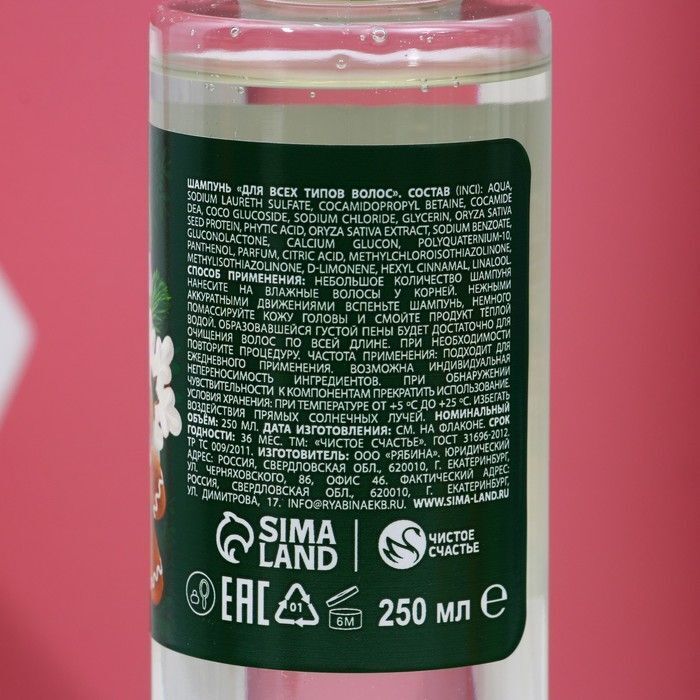 ШАМПУНЬ «ДЛЯ ВСЕХ ТИПОВ ВОЛОС». СОСТАВ (INCI): AQUA,
SODIUM LAURETH SULFATE, COCAMIDOPROPYL BETAINE, COCAMIDE
DEA, COCO GLUCOSIDE, SODIUM CHLORIDE, GLYCERIN, ORYZA SATIVA
SEED PROTEIN, PHYTIC ACID, ORYZA SATIVA EXTRACT, SODIUM BENZOATE,
GLUCONOLACTONE, CALCIUM GLUCON, POLYQUATERNIUM-10,
PANTHENOL, PARFUM, CITRIC ACID, METHYLCHLOROISOTHIAZOLINONE,
METHYLISOTHIAZOLINONE, D-LIMONENE, HEXYL CINNAMAL, LINALOOL.
СПОСОБ ПРИМЕНЕНИЯ: НЕБОЛЬШОЕ КОЛИЧЕСТВО ШАМПУНЯ
НАНЕСИТЕ НА ВЛАЖНЫЕ ВОЛОСЫ У КОРНЕЙ. НЕЖНЫМИ
АККУРАТНЫМИ ДВИЖЕНИЯМИ ВСПЕНЬТЕ ШАМПУНЬ, НЕМНОГО
ПОМАССИРУЙТЕ КОЖУ ГОЛОВЫ И СМОЙТЕ ПРОДУКТ ТЁПЛОЙ
ВОДОЙ. ОБРАЗОВАВШЕЙСЯ ГУСТОЙ ПЕНЫ БУДЕТ ДОСТАТОЧНО ДЛЯ
ОЧИЩЕНИЯ ВОЛОС ПО ВСЕЙ ДЛИНЕ. ПРИ НЕОБХОДИМОСТИ
ПОВТОРИТЕ ПРОЦЕДУРУ. ЧАСТОТА ПРИМЕНЕНИЯ: ПОДХОДИТ ДЛЯ
ЕЖЕДНЕВНОГО ПРИМЕНЕНИЯ. ВОЗМОЖНА ИНДИВИДУАЛЬНАЯ
НЕПЕРЕНОСИМОСТЬ ИНГРЕДИЕНТОВ. ПРИ ОБНАРУЖЕНИИ
ЧУВСТВИТЕЛЬНОСТИ К КОМПОНЕНТАМ ПРЕКРАТИТЬ ИСПОЛЬЗОВАНИЕ.
УСЛОВИЯ ХРАНЕНИЯ: ПРИ ТЕМПЕРАТУРЕ ОТ +5 °С ДО +25 °С. ИЗБЕГАТЬ
ВОЗДЕЙСТВИЯ ПРЯМЫХ СОЛНЕЧНЫХ ЛУЧЕЙ. НОМИНАЛЬНЫЙ
ОБЪЁМ: 250 МЛ. ДАТА ИЗГОТОВЛЕНИЯ: СМ. НА ФЛАКОНЕ. СРОК
ГОДНОСТИ: 36 МЕС. ТМ: «ЧИСТОЕ СЧАСТЬЕ». ГОСТ 31696-2012.
ТР ТС 009/2011. ИЗГОТОВИТЕЛЬ: ООО «РЯБИНА». ЮРИДИЧЕСКИЙ
АДРЕС: РОССИЯ, СВЕРДЛОВСКАЯ ОБЛ., 620010, Г. ЕКАТЕРИНБУРГ,
УЛ. ЧЕРНЯХОВСКОГО, 86, ОФИС 46. ФАКТИЧЕСКИЙ АДРЕС:
РОССИЯ, СВЕРДЛОВСКАЯ ОБЛ., 620010, Г. ЕКАТЕРИНБУРГ,
УЛ. ДИМИТРОВА, 17. INFO@RYABINAEKB.RU WWW.SIMA-LAND.RU
SIMA LAND | ЧИСТОЕ СЧАСТЬЕ
EAC 01 6M 250 мл e